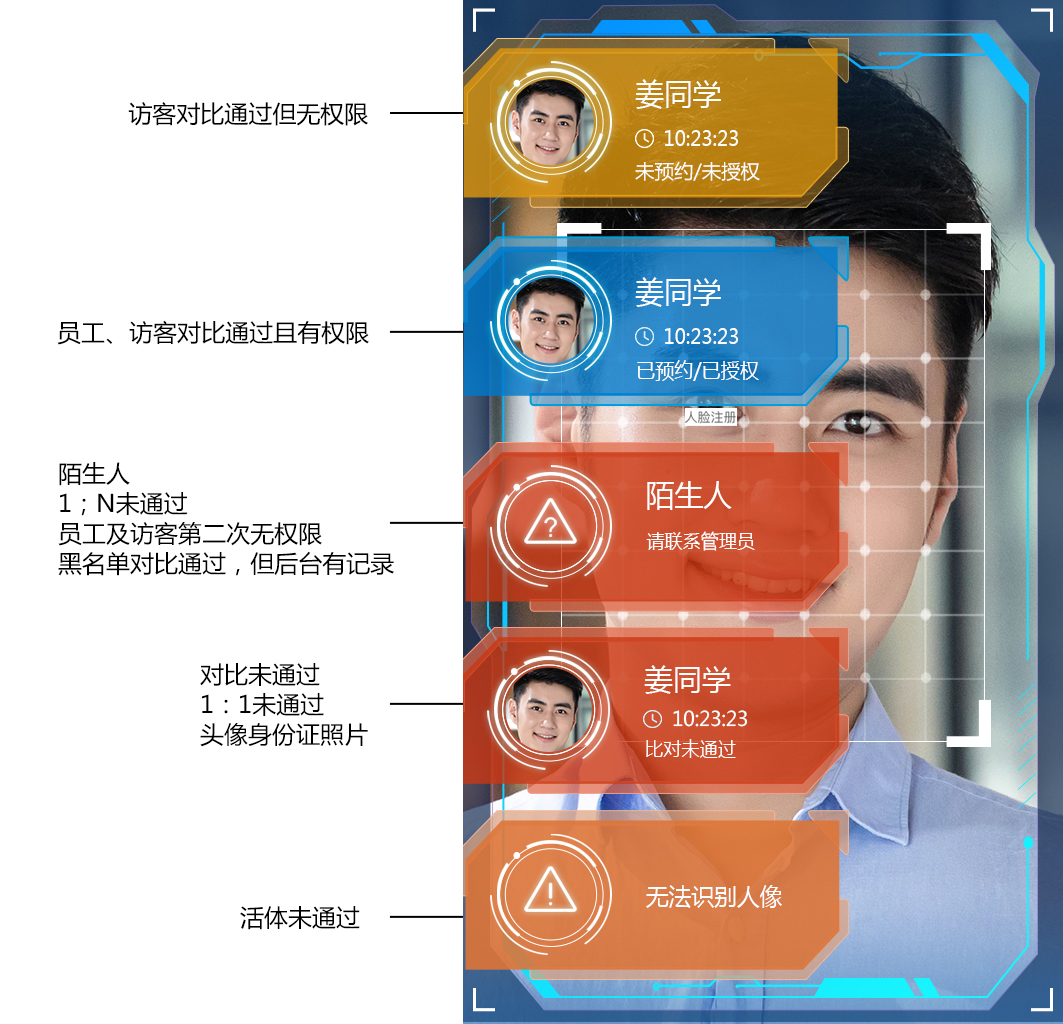 访客对比通过但无权限
姜同学
10:23:23
未预约/未授权
员工、访客对比通过且有权限
姜同学
10:23:23
已预约/已授权
人脸注册
陌生人
1；N未通过
员工及访客第二次无权限
黑名单对比通过，但后台有记录
陌生人
请联系管理员
对比未通过
1：1未通过
头像身份证照片
姜同学
10:23:23
比对未通过
活体未通过
无法识别人像